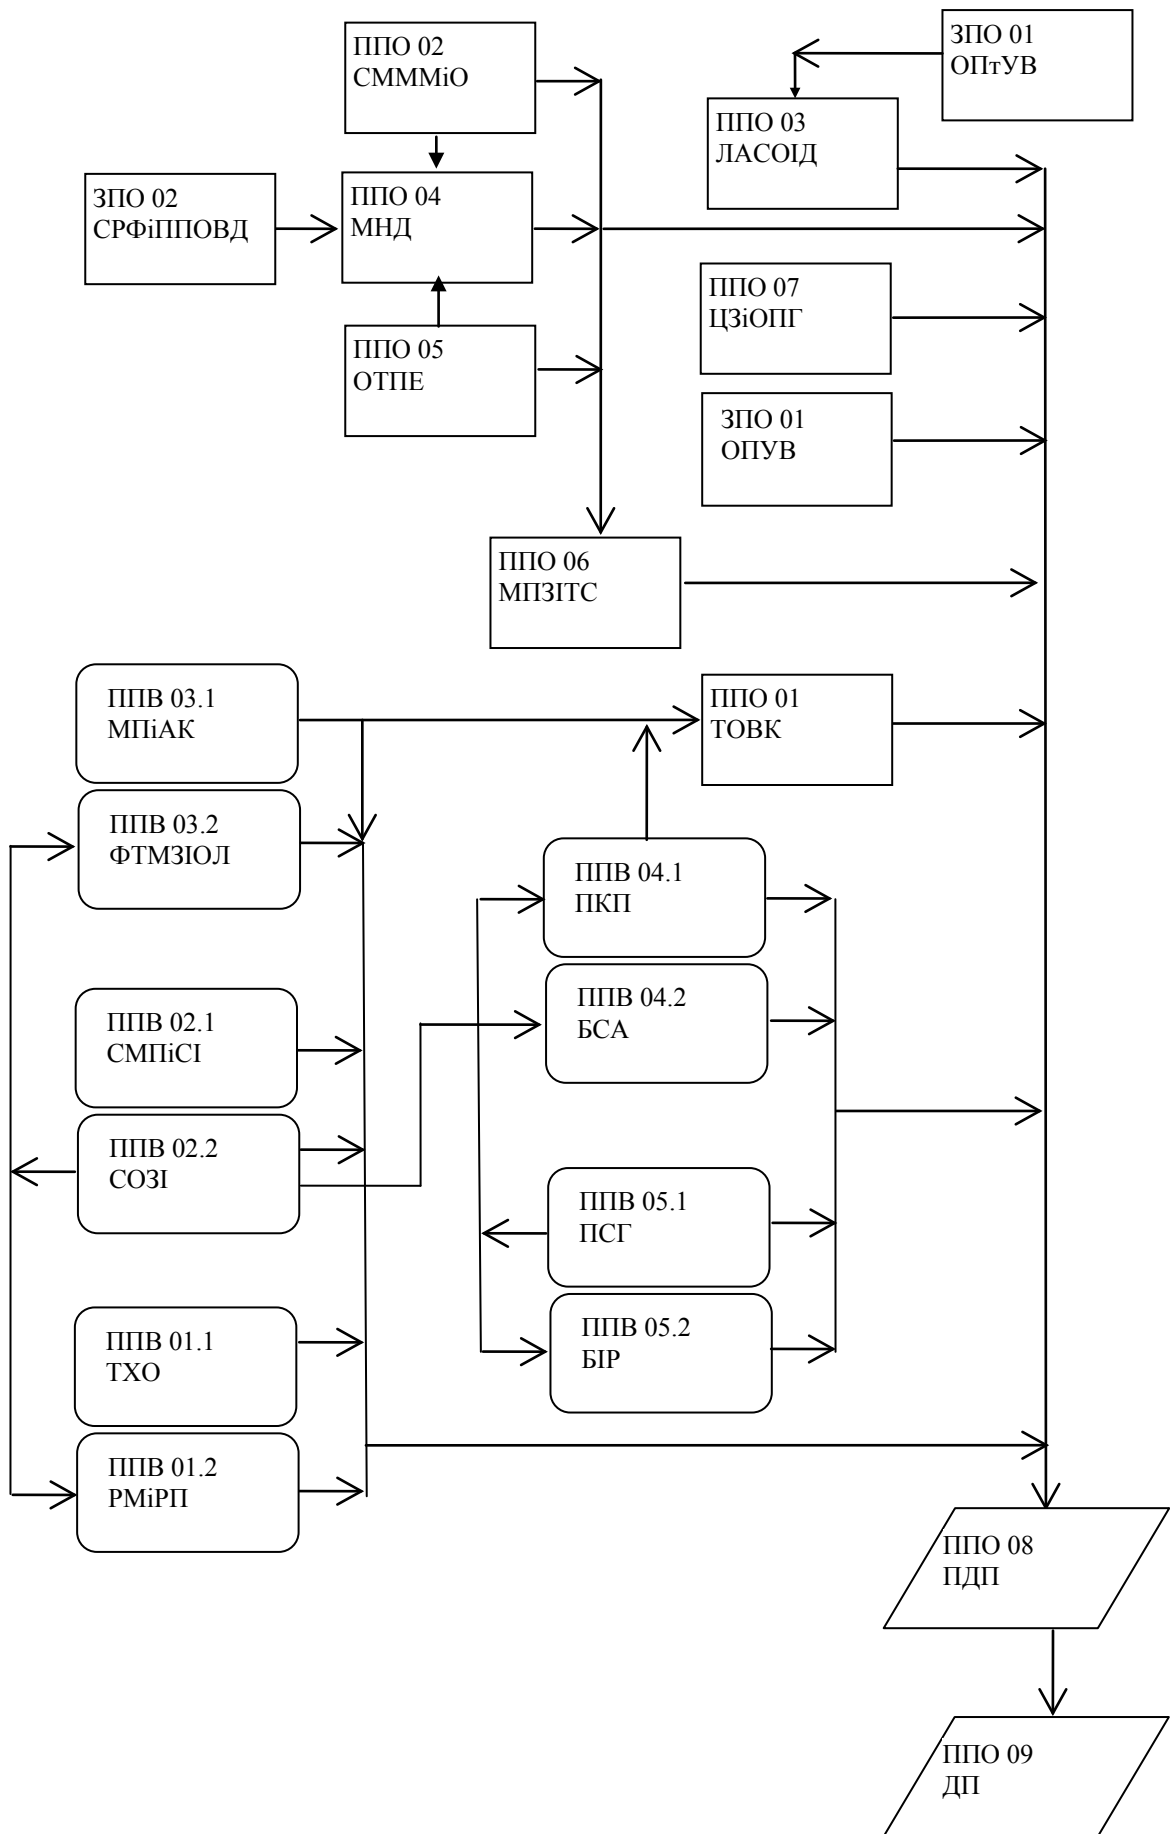 ППО 02
СМММіО
ЗПО 01
ОПтУВ
ППО 03
ЛАСОІД
ЗПО 02
СРФіППОВД
ППО 04
МНД
ППО 07
ЦЗіОПГ
ППО 05
ОТПЕ
ЗПО 01
ОПУВ
ППО 06
МПЗІТС
ППВ 03.1
МПіАК
ППО 01
ТОВК
ППВ 03.2
ФТМЗІОЛ
ППВ 04.1
ПКП
ППВ 04.2
БСА
ППВ 02.1
СМПіСІ
ППВ 02.2
СОЗІ
ППВ 05.1
ПСГ
ППВ 01.1
ТХО
ППВ 05.2
БІР
ППВ 01.2
РМіРП
ППО 08
ПДП
ППО 09
ДП